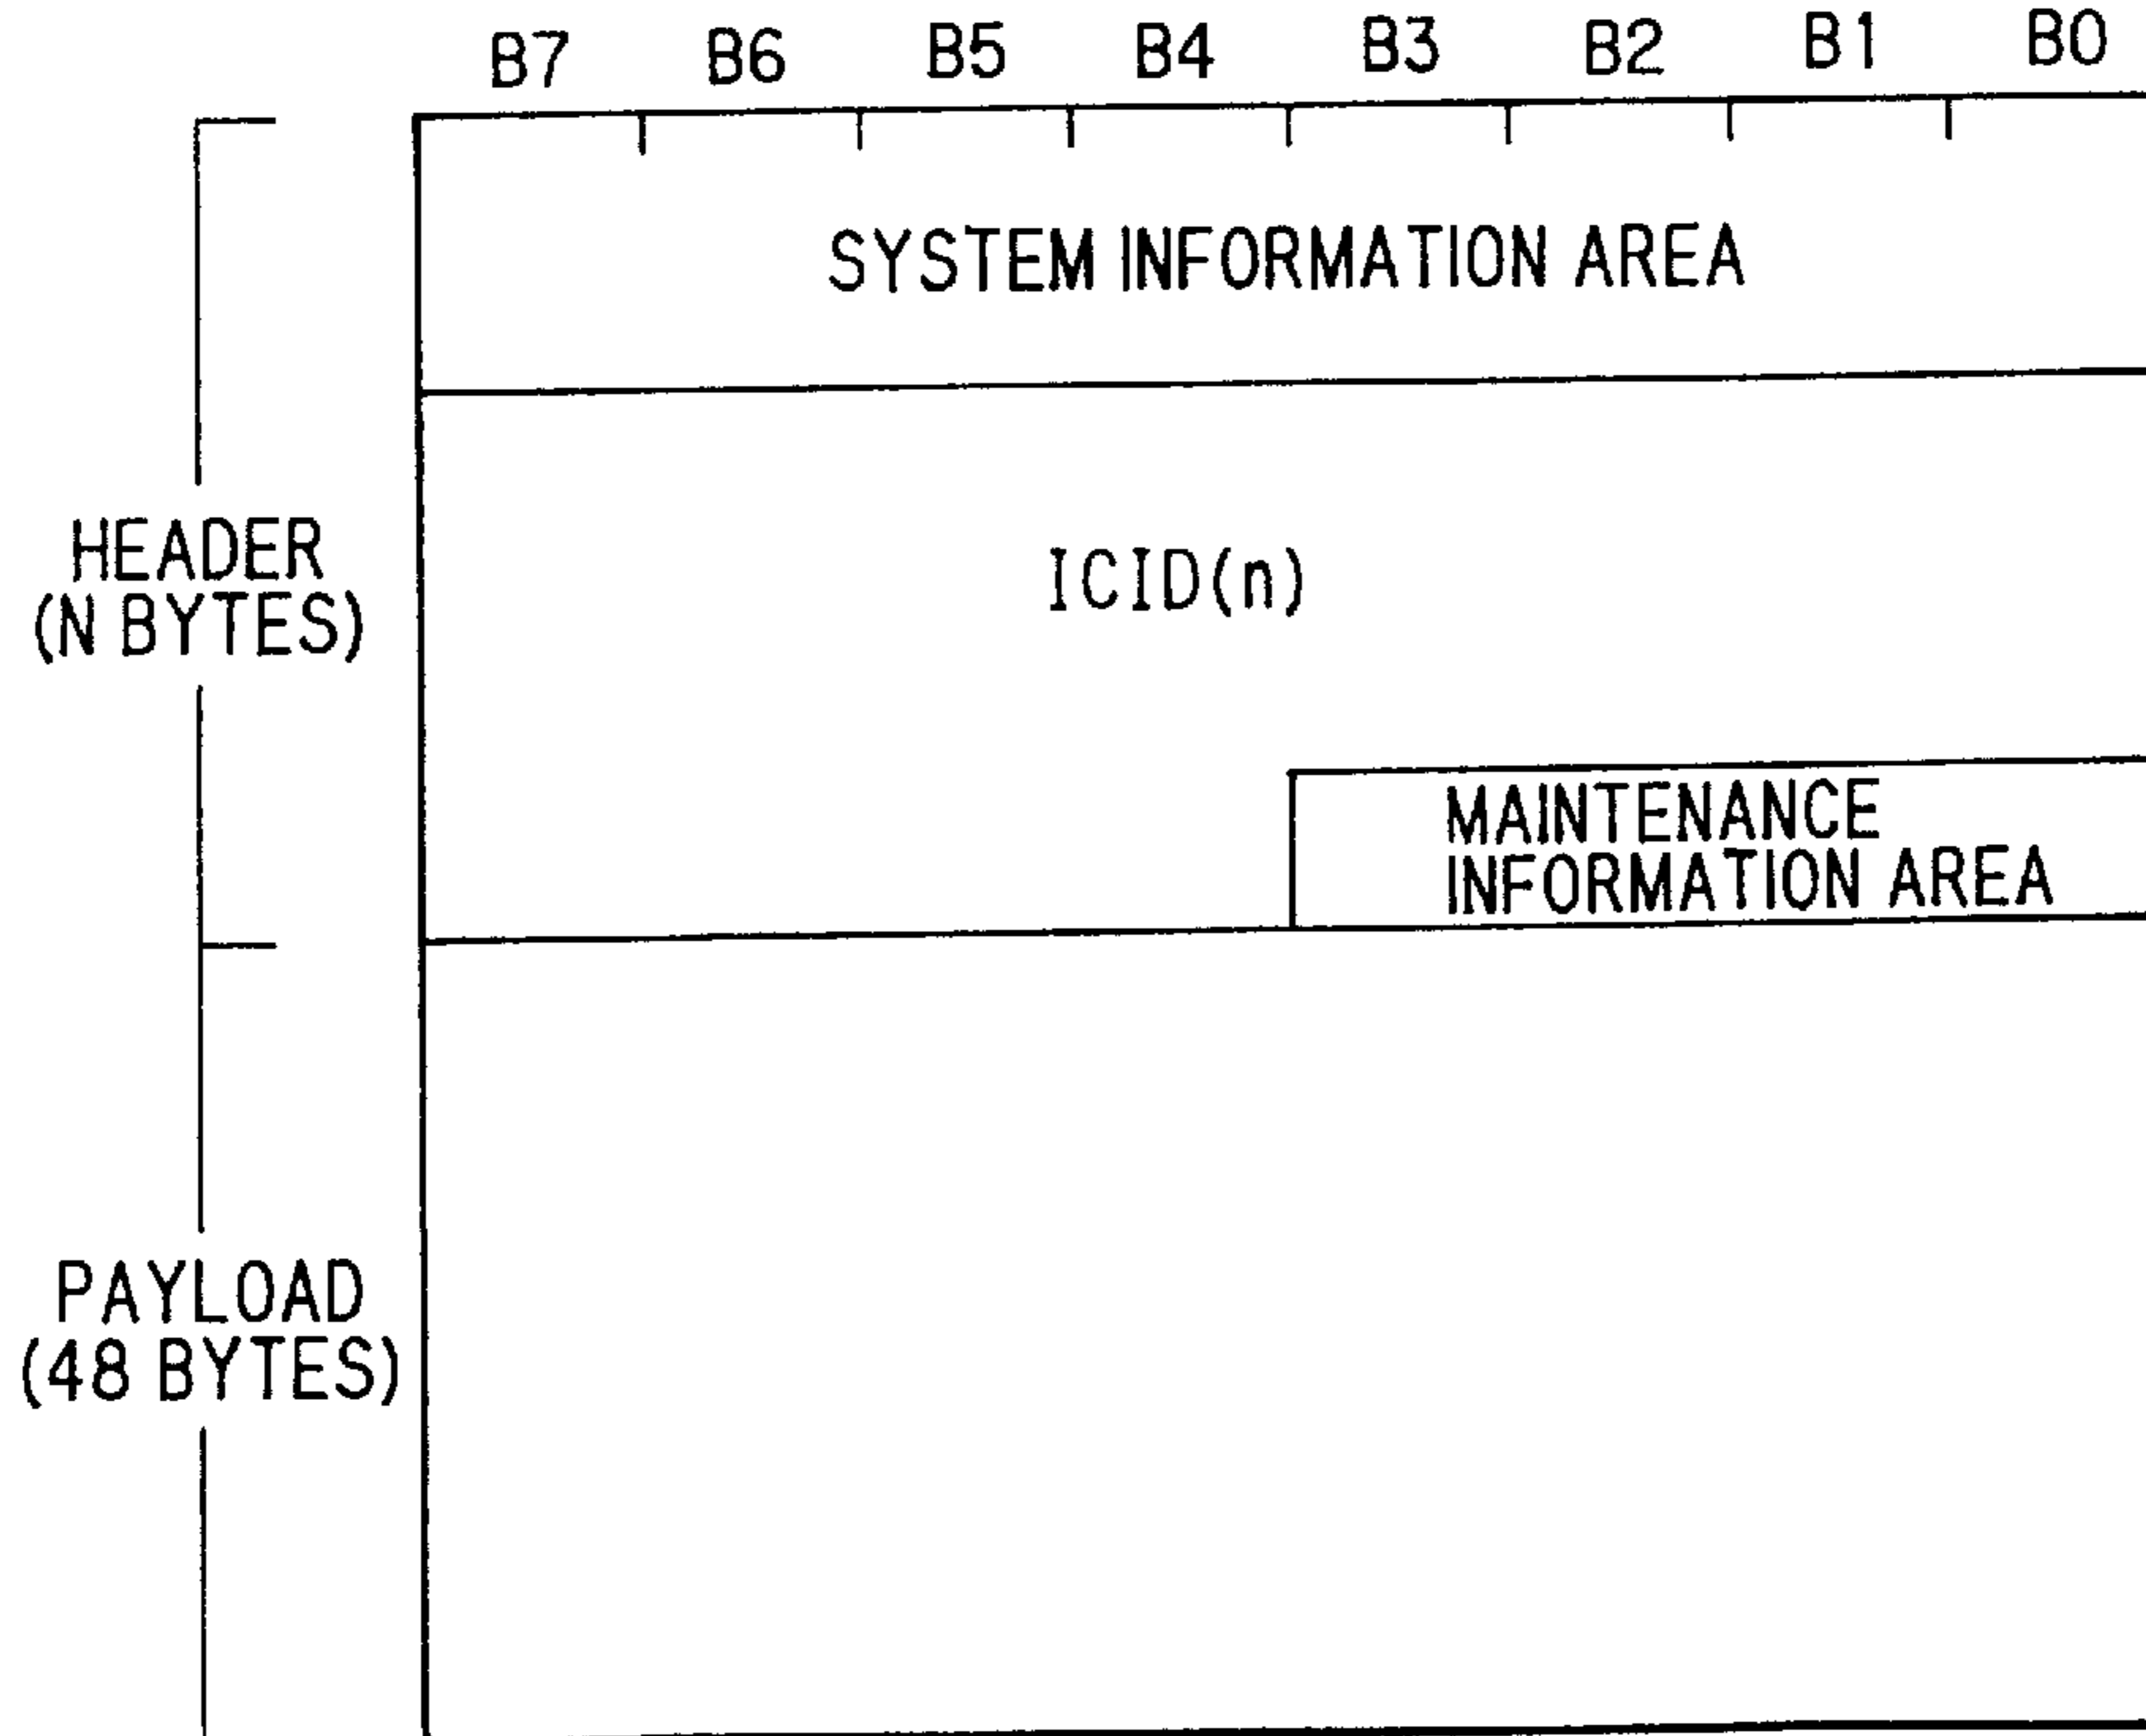 B7 B6 B5 B4 B3 B2 B1 B0
SYSTEM INFORMATION AREA
HEADER
(N BYTES)
ICID(n)
MAINTENANCE
INFORMATION AREA
PAYLOAD
(48 BYTES)